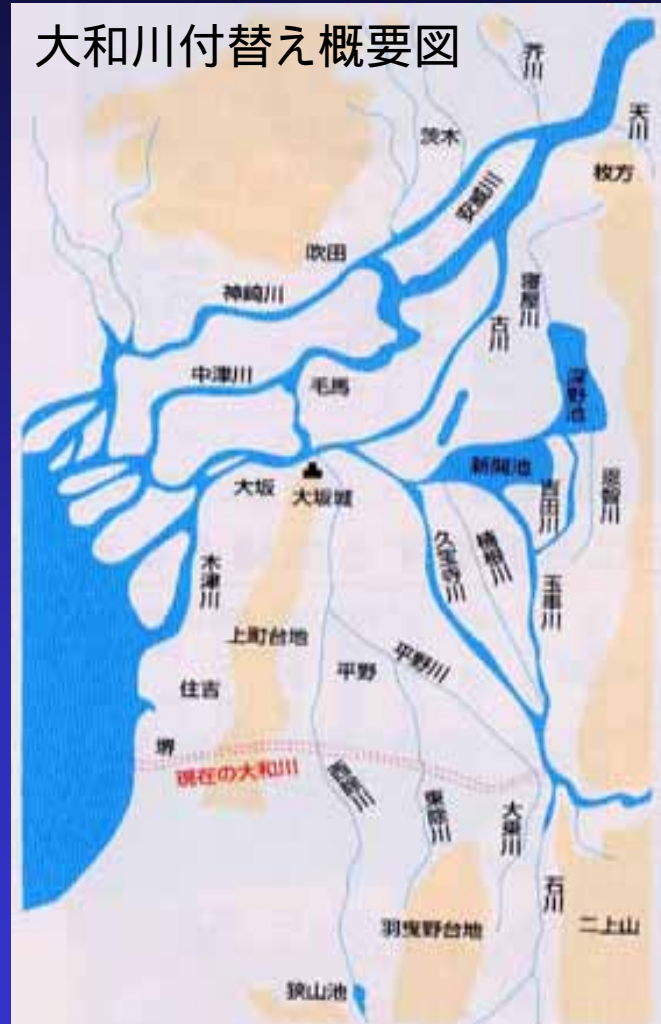 大和川付替え概要図
芥川
天川
茨木
枚方
安威川
吹田
寝屋川
神崎川
古川
中津川
毛馬
深野池
新開池
大坂
大坂城
吉田川
恩智川
久宝寺川
楠根川
玉串川
木津川
上町台地
平野川
平野
住吉
堺
現在の大和川
西除川
東除川
大乗川
石川
羽曳野台地
二上山
狭山池